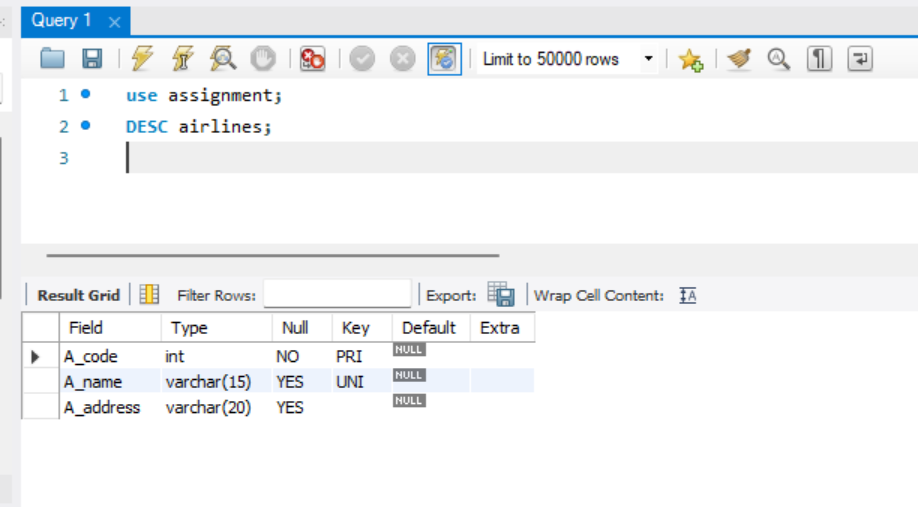 Query 1
Limit to 50000 rows
1 use assignment;
2 DESC airlines;
3
Result Grid Filter Rows: Export: Wrap Cell Content:
Field Type Null Key Default Extra
A_code int NO PRI NULL
A_name varchar(15) YES UNI NULL
A_address varchar(20) YES NULL